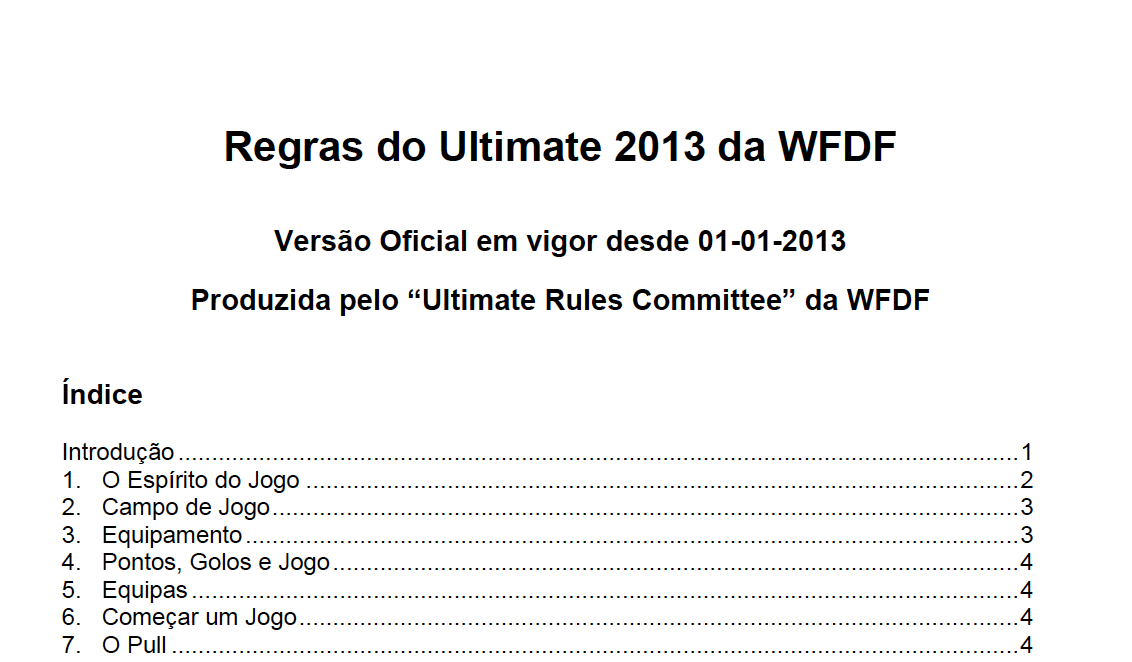 Regras do Ultimate 2013 da WFDF
Versão Oficial em vigor desde 01-01-2013
Produzida pelo “Ultimate Rules Committee” da WFDF
Índice
Introdução ........................................ 1
1. O Espírito do Jogo ........................................ 2
2. Campo de Jogo ........................................ 3
3. Equipamento ........................................ 3
4. Pontos, Golos e Jogo ........................................ 4
5. Equipas ........................................ 4
6. Começar um Jogo ........................................ 4
7. O Pull ........................................ 4